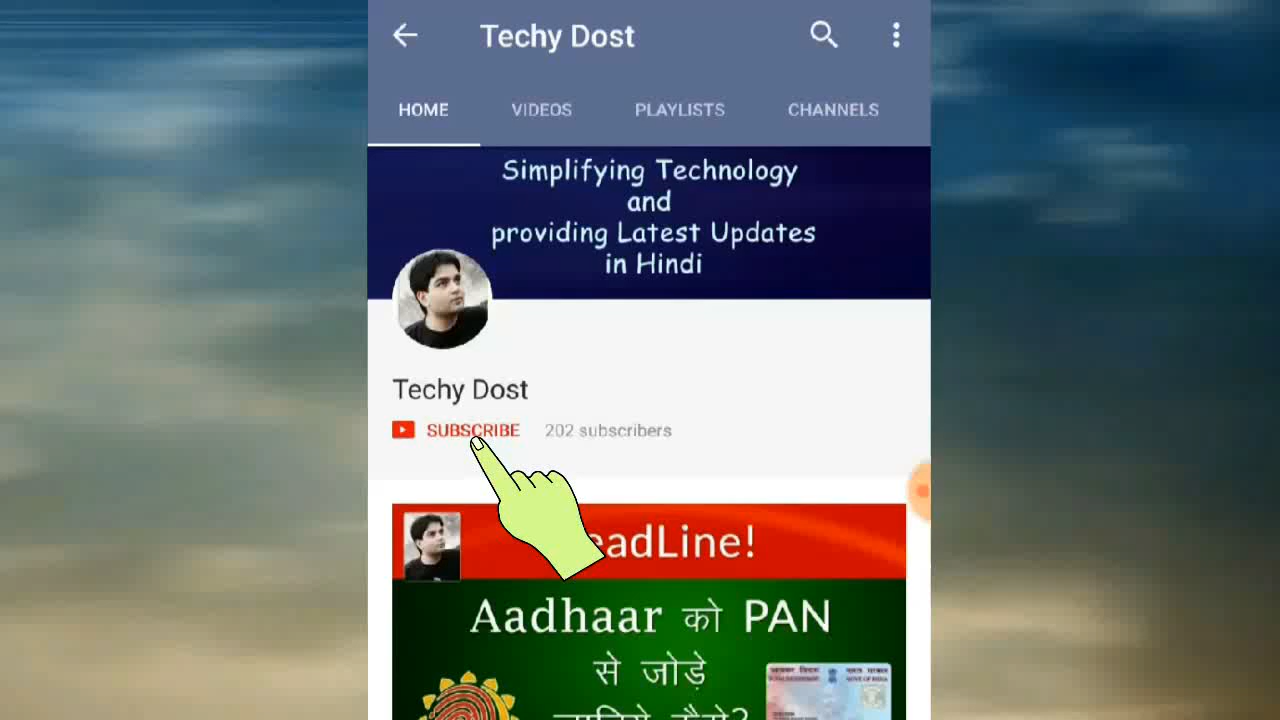 Techy Dost
HOME VIDEOS PLAYLISTS CHANNELS
Simplifying Technology
and
providing Latest Updates
in Hindi
Techy Dost
SUBSCRIBE 202 subscribers
eadLine!
Aadhaar को PAN
से जोड़े